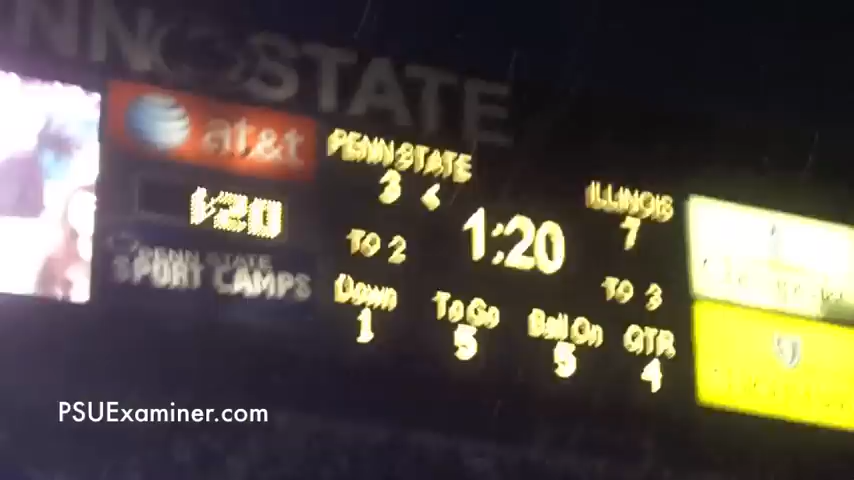 NN STATE
at&t
1:20
PENN STATE
SPORT CAMPS
PENN STATE
3
TO 2
1:20
ILLINOIS
7
TO 3
Down
1
To Go
5
Ball On
5
QTR
4
PSUExaminer.com